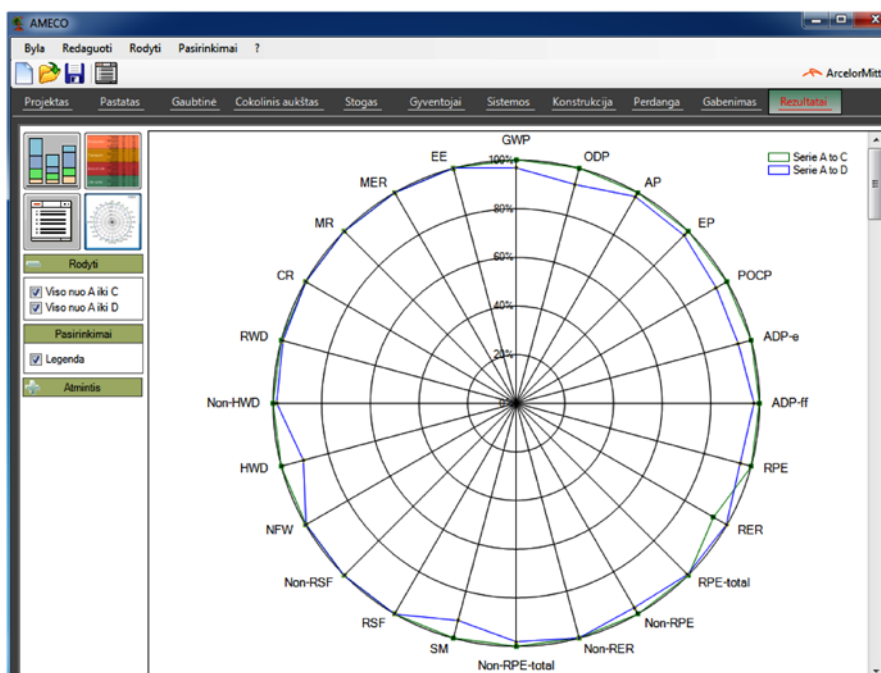 AMECO
Byla Redaguoti Rodyti Pasirinkimai ?
ArcelorMitt
Projektas Pastatas Gaubtinė Cokolinis aukštas Stogas Gyventojai Sistemos Konstrukcija Perdanga Gabenimas Rezultatai
Rodyti
Viso nuo A iki C
Viso nuo A iki D
Pasirinkimai
Legenda
Atmintis
Serie A to C
Serie A to D
GWP
ODP
AP
EP
POCP
ADP-e
ADP-ff
RPE
RER
RPE-total
Non-RPE
Non-RER
Non-RPE-total
SM
RSF
Non-RSF
NFW
HWD
Non-HWD
RWD
CR
MR
MER
EE
100%
80%
60%
40%
20%
0%